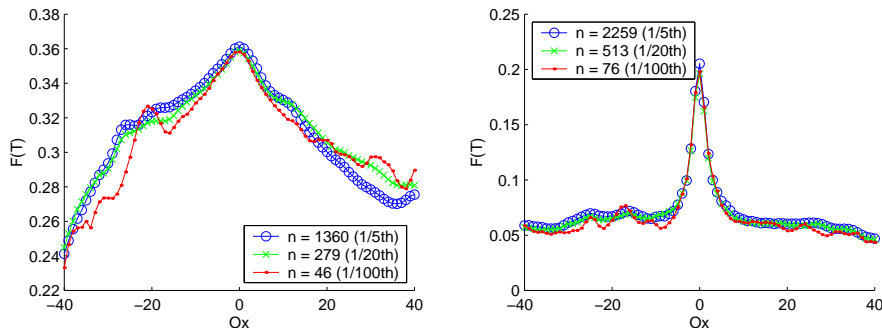 0.38
0.36
0.34
0.32
0.3
0.28
0.26
0.24
0.22
F(T)
−40
−20
0
20
40
Ox
n = 1360 (1/5th)
n = 279 (1/20th)
n = 46 (1/100th)
0.25
0.2
0.15
0.1
0.05
0
F(T)
−40
−20
0
20
40
Ox
n = 2259 (1/5th)
n = 513 (1/20th)
n = 76 (1/100th)